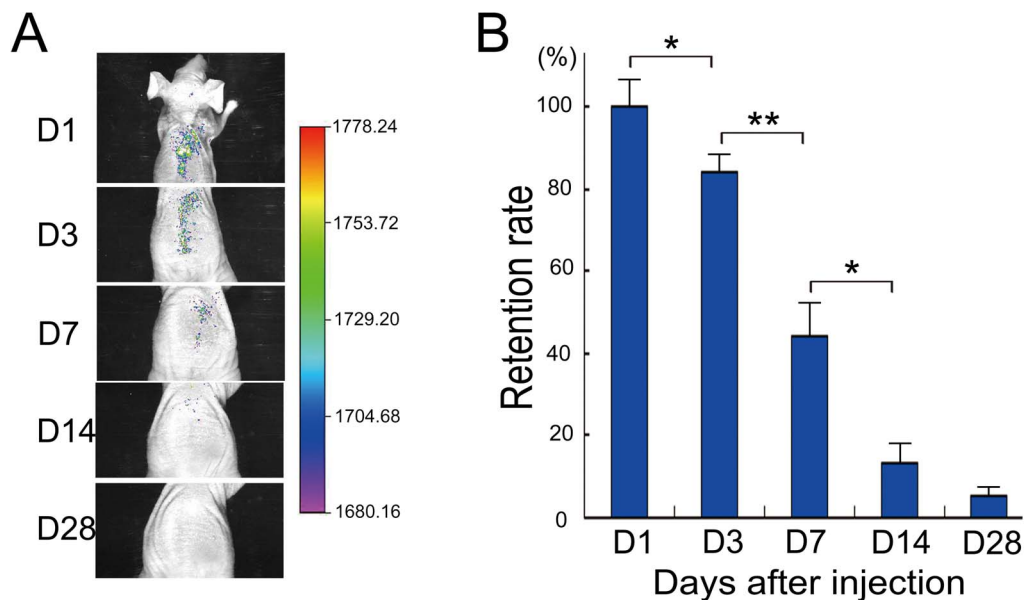 A
D1
D3
D7
D14
D28
1778.24
1753.72
1729.20
1704.68
1680.16
B
(%)
Retention rate
100
80
60
40
20
0
*
**
*
D1 D3 D7 D14 D28
Days after injection